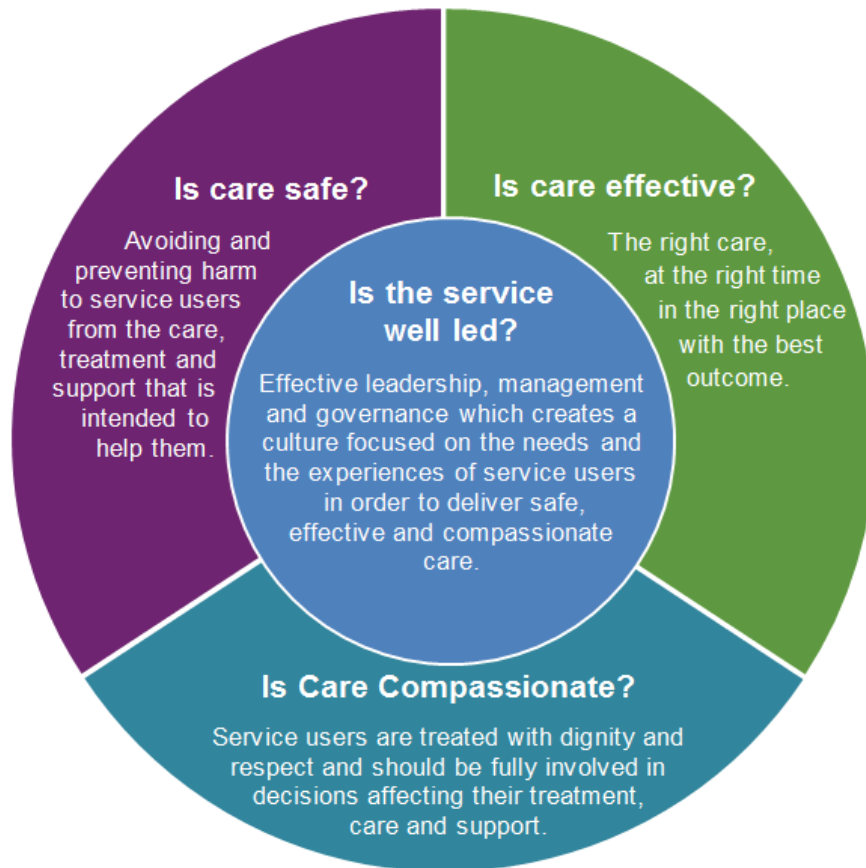 Is care safe?
Avoiding and
preventing harm
to service users
from the care,
treatment and
support that is
intended to
help them.
Is care effective?
The right care,
at the right time
in the right place
with the best
outcome.
Is the service
well led?
Effective leadership, management
and governance which creates a
culture focused on the needs and
the experiences of service users
in order to deliver safe,
effective and compassionate
care.
Is Care Compassionate?
Service users are treated with dignity and
respect and should be fully involved in
decisions affecting their treatment,
care and support.